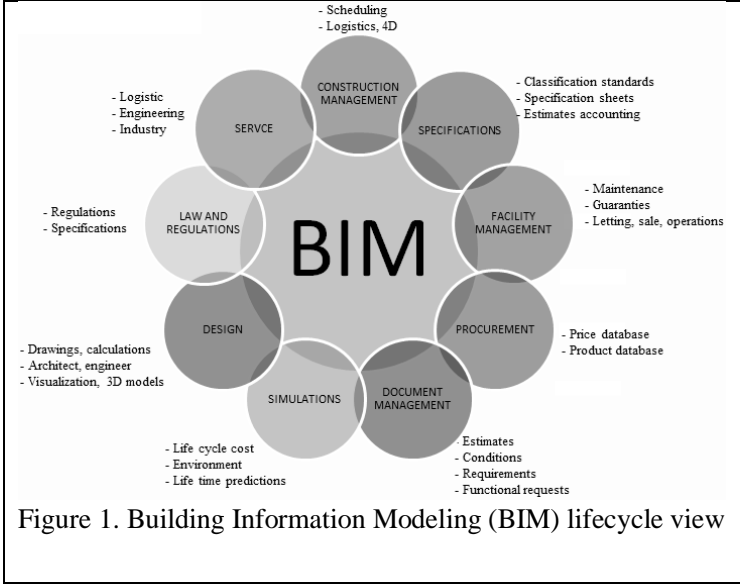 - Scheduling
- Logistics, 4D
CONSTRUCTION
MANAGEMENT
- Classification standards
- Specification sheets
- Estimates accounting
SPECIFICATIONS
- Maintenance
- Guaranties
- Letting, sale, operations
FACILITY
MANAGEMENT
PROCUREMENT
- Price database
- Product database
DOCUMENT
MANAGEMENT
- Estimates
- Conditions
- Requirements
- Functional requests
SIMULATIONS
- Life cycle cost
- Environment
- Life time predictions
DESIGN
- Drawings, calculations
- Architect, engineer
- Visualization, 3D models
LAW AND
REGULATIONS
- Regulations
- Specifications
SERVCE
- Logistic
- Engineering
- Industry
BIM
Figure 1. Building Information Modeling (BIM) lifecycle view